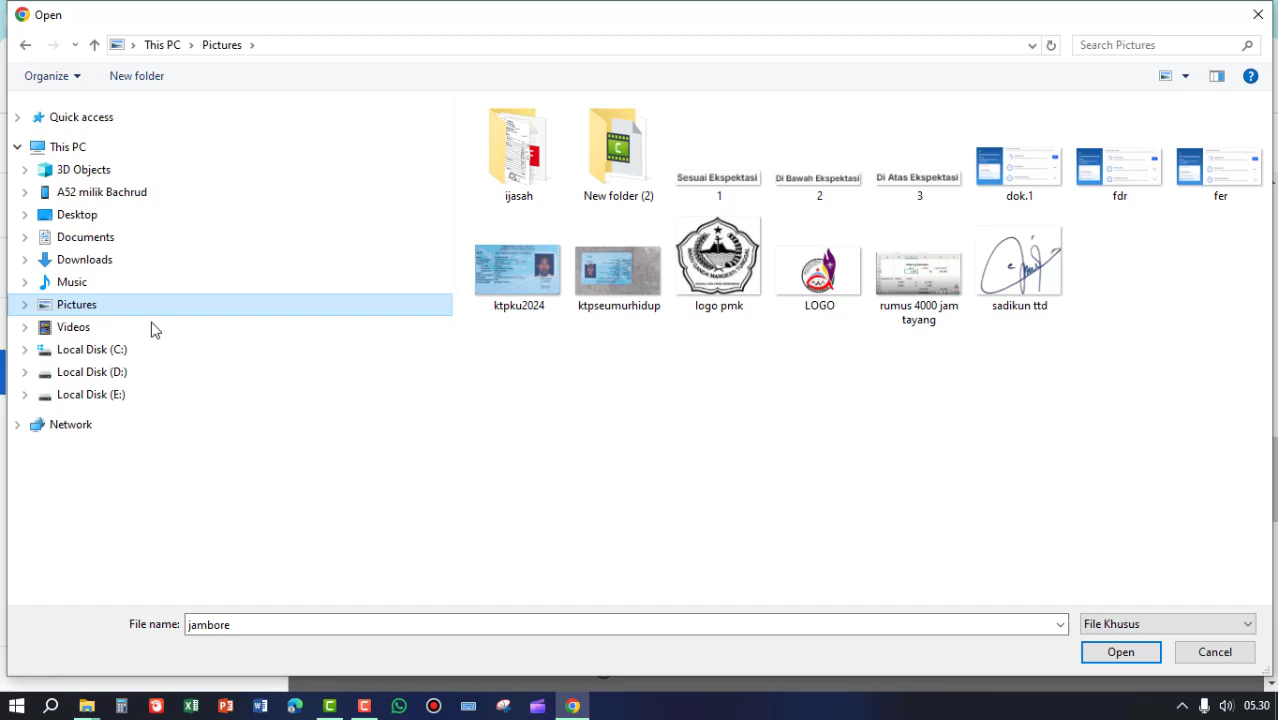 Open
This PC
Pictures
Search Pictures
Organize
New folder
Quick access
This PC
3D Objects
A52 milik Bachrud
Desktop
Documents
Downloads
Music
Pictures
Videos
Local Disk (C:)
Local Disk (D:)
Local Disk (E:)
Network
Sesuai Ekspektasi
Di Bawah Ekspektasi
Di Atas Ekspektasi
ijasah
New folder (2)
1
2
3
dok.1
fdr
fer
ktpku2024
ktpseumurhidup
logo pmk
LOGO
rumus 4000 jam
tayang
sadikun ttd
File name:
jambore
File Khusus
Open
Cancel
05.30